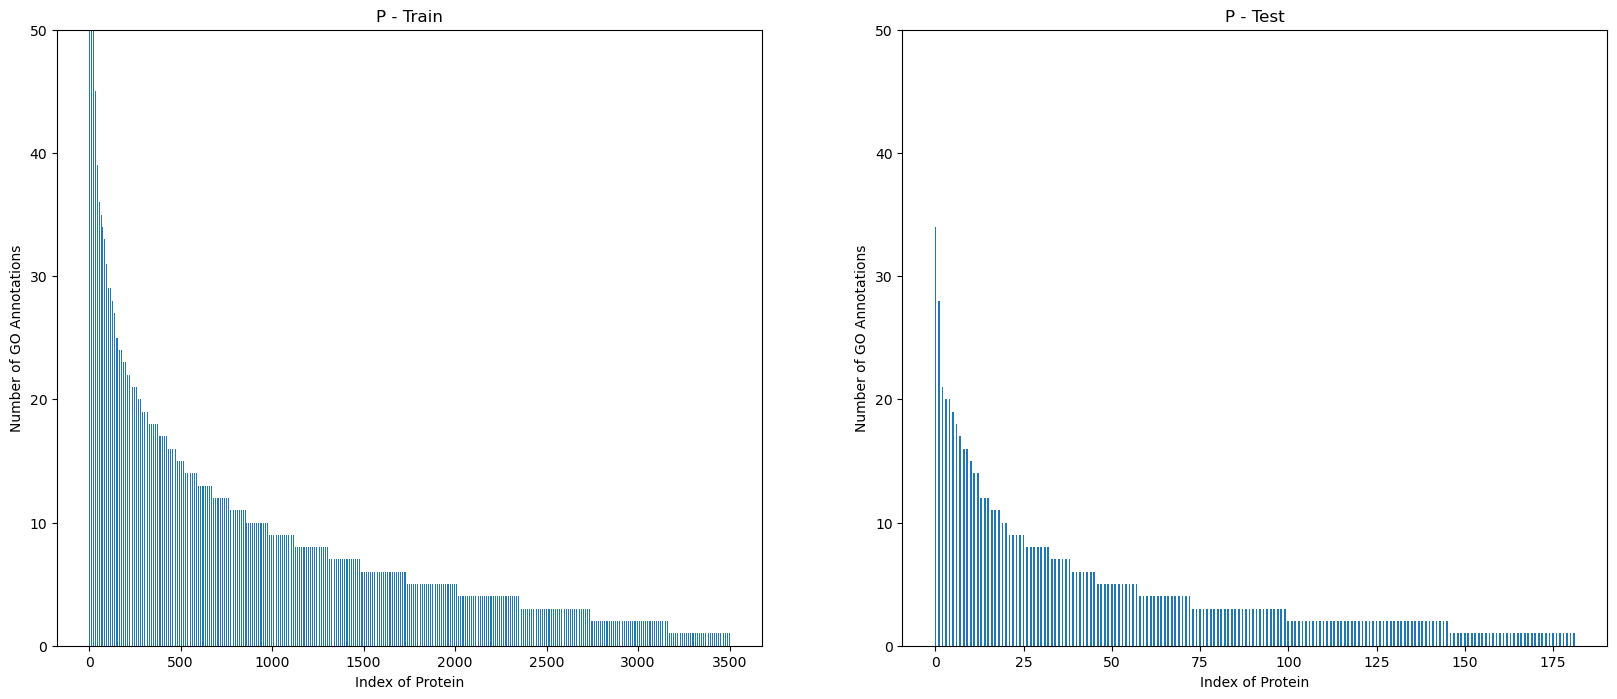 P - Train
50
40
30
20
10
0
Number of GO Annotations
0 500 1000 1500 2000 2500 3000 3500
Index of Protein
P - Test
50
40
30
20
10
0
Number of GO Annotations
0 25 50 75 100 125 150 175
Index of Protein